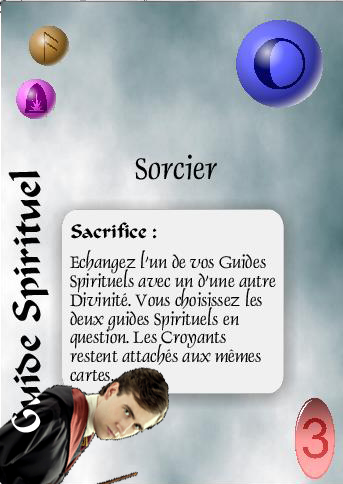 Sorcier
Guide Spirituel
Sacrifice :
Echangez l'un de vos Guides
Spirituels avec un d'une autre
Divinité. Vous choisissez les
deux guides Spirituels en
question. Les Croyants
restent attachés aux mêmes
cartes.
3